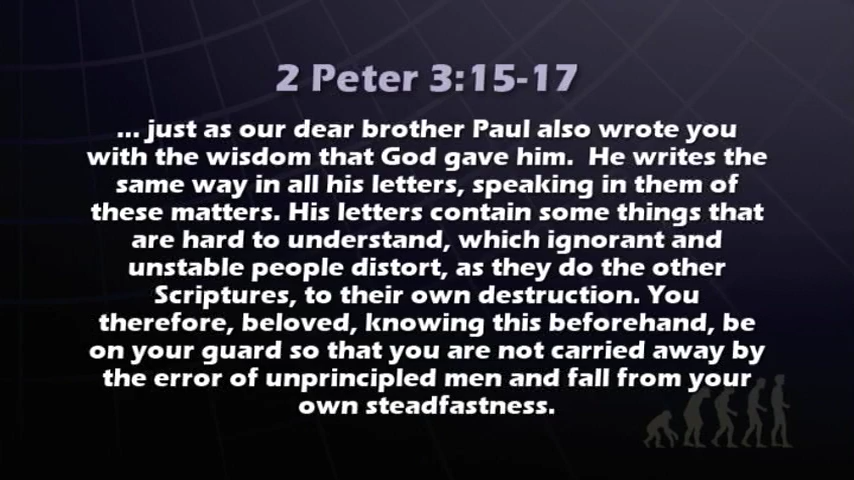 2 Peter 3:15-17
... just as our dear brother Paul also wrote you
with the wisdom that God gave him. He writes the
same way in all his letters, speaking in them of
these matters. His letters contain some things that
are hard to understand, which ignorant and
unstable people distort, as they do the other
Scriptures, to their own destruction. You
therefore, beloved, knowing this beforehand, be
on your guard so that you are not carried away by
the error of unprincipled men and fall from your
own steadfastness.